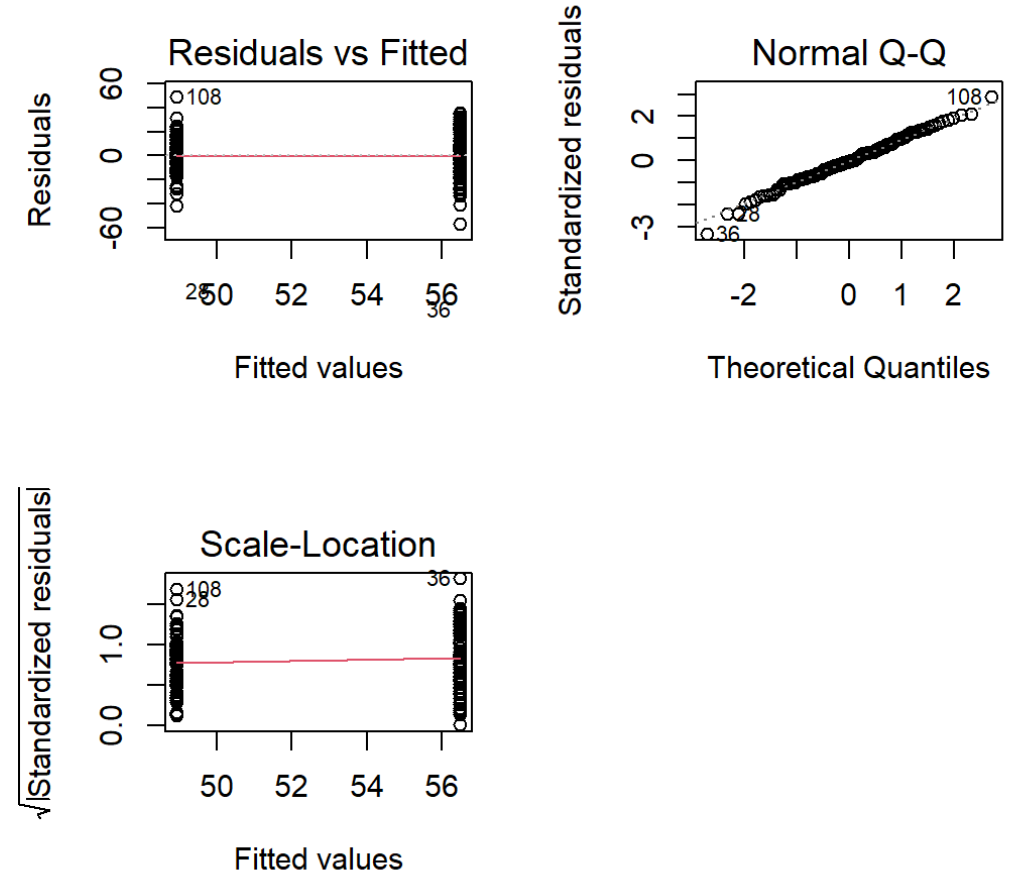 Residuals vs Fitted
Residuals
60
0
-60
108
28
36
50 52 54 56
Fitted values
Normal Q-Q
Standardized residuals
2
0
-3
108
28
36
-2 0 1 2
Theoretical Quantiles
Scale-Location
√|Standardized residuals|
1.0
0.0
108
28
36
50 52 54 56
Fitted values